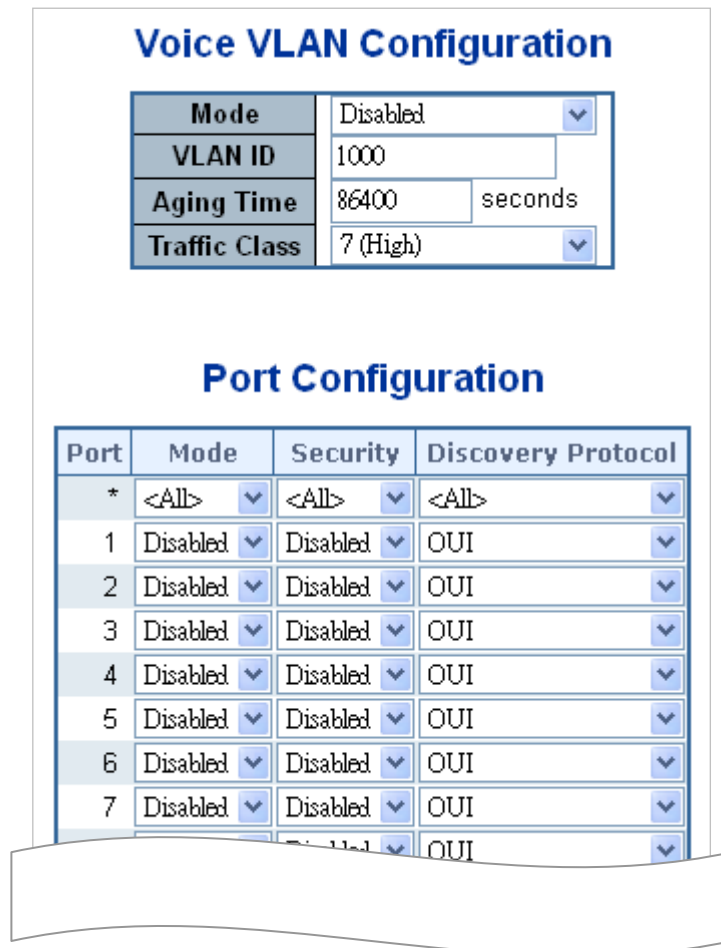 Voice VLAN Configuration
Mode Disabled
VLAN ID 1000
Aging Time 86400 seconds
Traffic Class 7 (High)
Port Configuration
Port Mode Security Discovery Protocol
* <All> <All> <All>
1 Disabled Disabled OUI
2 Disabled Disabled OUI
3 Disabled Disabled OUI
4 Disabled Disabled OUI
5 Disabled Disabled OUI
6 Disabled Disabled OUI
7 Disabled Disabled OUI
OUI